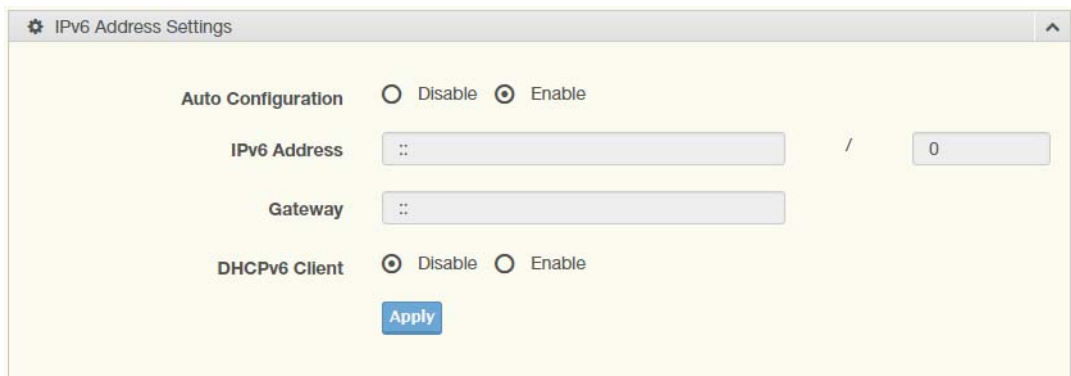 IPv6 Address Settings
Auto Configuration Disable Enable
IPv6 Address :: / 0
Gateway ::
DHCPv6 Client Disable Enable
Apply